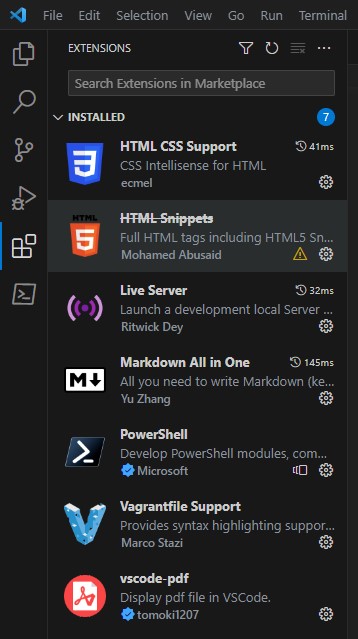 File Edit Selection View Go Run Terminal
EXTENSIONS
Search Extensions in Marketplace
INSTALLED 7
HTML CSS Support 41ms
CSS Intellisense for HTML
ecmel
HTML
5
HTML Snippets
Full HTML tags including HTML5 Sn...
Mohamed Abusaid
Live Server 32ms
Launch a development local Server ...
Ritwick Dey
M
Markdown All in One 145ms
All you need to write Markdown (ke...
Yu Zhang
PowerShell
Develop PowerShell modules, com...
Microsoft
Vagrantfile Support
Provides syntax highlighting suppor...
Marco Stazi
vscode-pdf
Display pdf file in VSCode.
tomoki1207